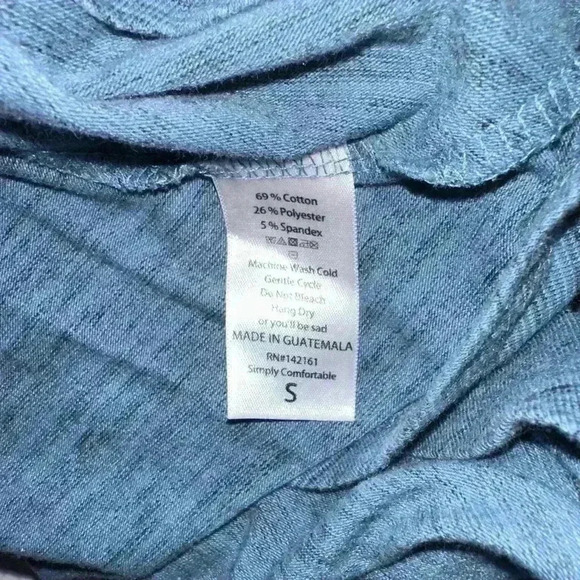 69% Cotton
26% Polyester
5% Spandex
Machine Wash Cold
Gentle Cycle
Do Not Bleach
Hang Dry
or you'll be sad
MADE IN GUATEMALA
RN#142161
Simply Comfortable
S